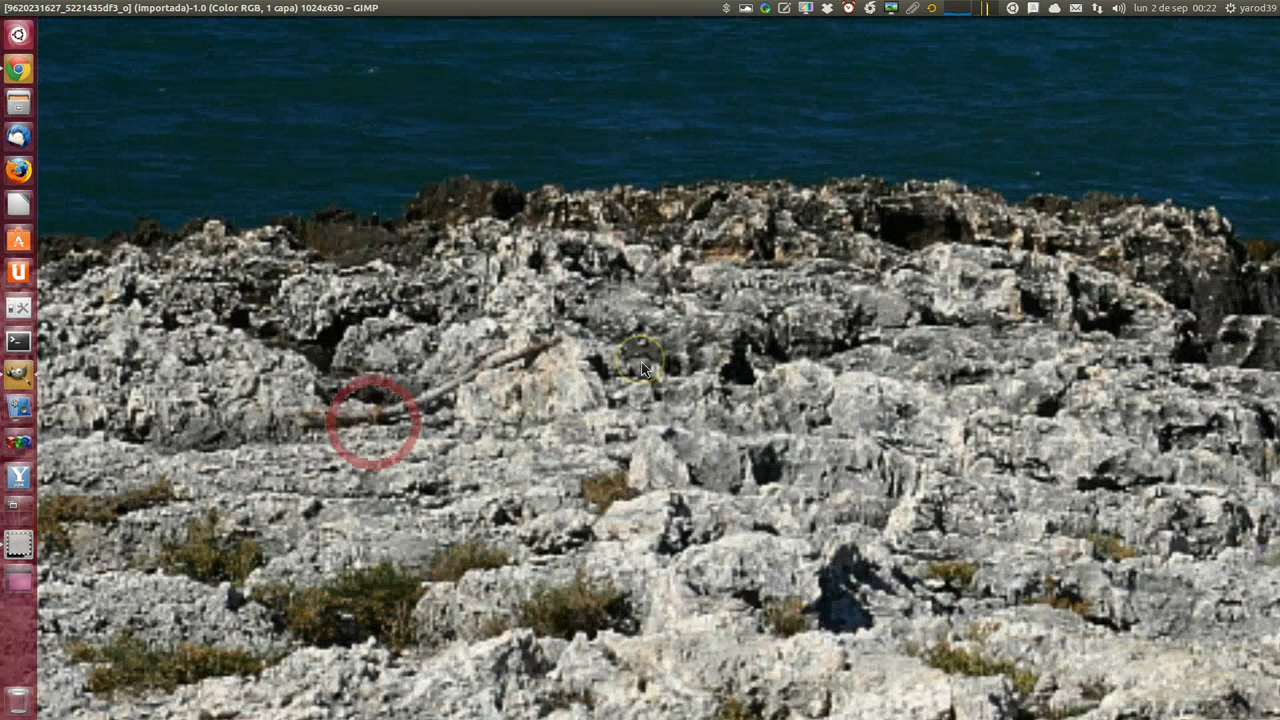 [9620231627_5221435df3_o] (importada)-1.0 (Color RGB, 1 capa) 1024x630 – GIMP
lun 2 de sep 00:22
yarod39